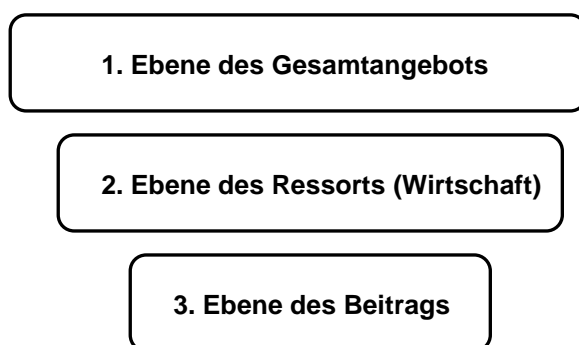 1. Ebene des Gesamtangebots
2. Ebene des Ressorts (Wirtschaft)
3. Ebene des Beitrags